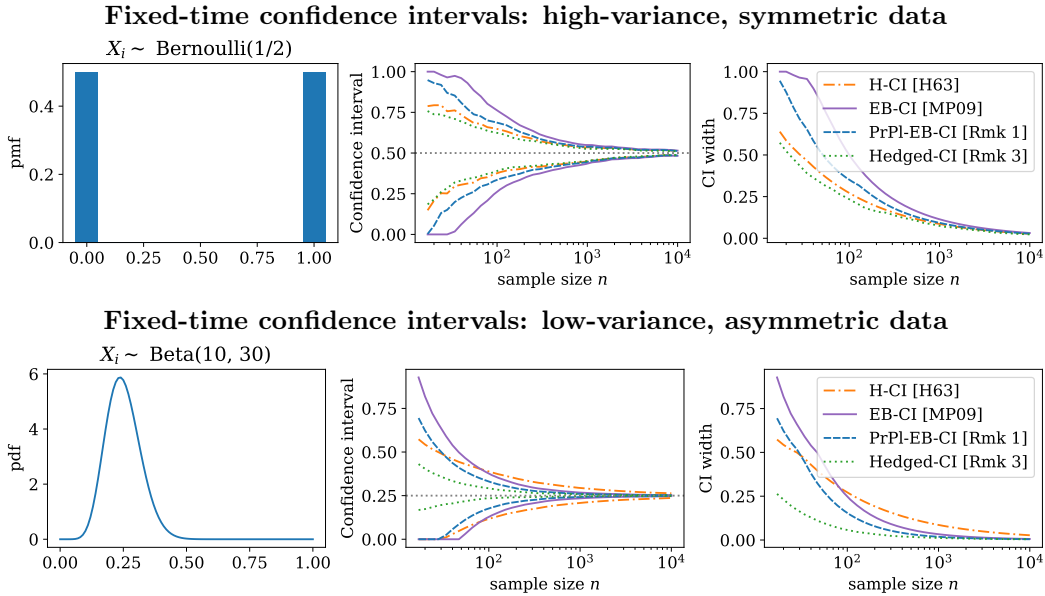 Fixed-time confidence intervals: high-variance, symmetric data
X_i ~ Bernoulli(1/2)
pmf
0.4
0.2
0.0
0.00 0.25 0.50 0.75 1.00
Confidence interval
1.00
0.75
0.50
0.25
0.00
10^2 10^3 10^4
sample size n
CI width
1.00
0.75
0.50
0.25
0.00
H-CI [H63]
EB-CI [MP09]
PrPl-EB-CI [Rmk 1]
Hedged-CI [Rmk 3]
10^2 10^3 10^4
sample size n
Fixed-time confidence intervals: low-variance, asymmetric data
X_i ~ Beta(10, 30)
pdf
6
4
2
0
0.00 0.25 0.50 0.75 1.00
Confidence interval
0.75
0.50
0.25
0.00
10^2 10^3 10^4
sample size n
CI width
0.75
0.50
0.25
0.00
H-CI [H63]
EB-CI [MP09]
PrPl-EB-CI [Rmk 1]
Hedged-CI [Rmk 3]
10^2 10^3 10^4
sample size n